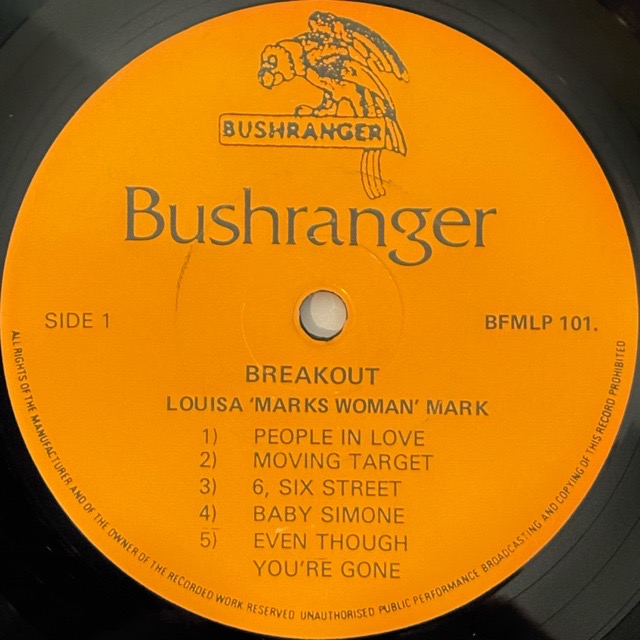 BUSHRANGER
Bushranger
SIDE 1
BFMLP 101.
BREAKOUT
LOUISA 'MARKS WOMAN' MARK
1) PEOPLE IN LOVE
2) MOVING TARGET
3) 6, SIX STREET
4) BABY SIMONE
5) EVEN THOUGH
YOU'RE GONE
ALL RIGHTS OF THE MANUFACTURER AND OF THE OWNER OF THE RECORDED WORK RESERVED UNAUTHORISED PUBLIC PERFORMANCE BROADCASTING AND COPYING OF THIS RECORD PROHIBITED